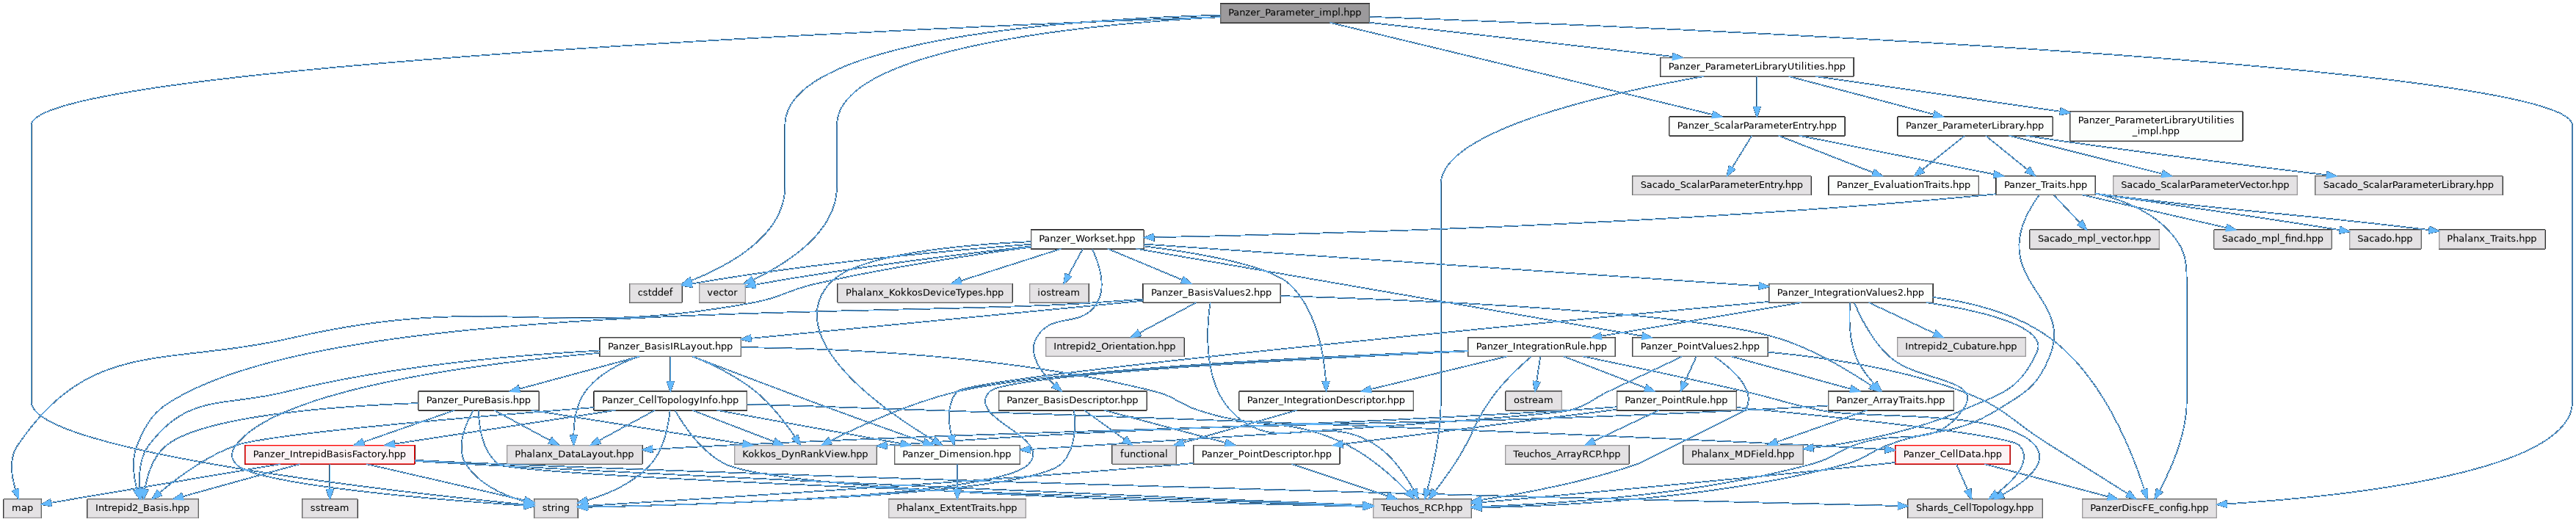 Panzer_Parameter_impl.hpp
Panzer_ParameterLibraryUtilities.hpp
Panzer_ScalarParameterEntry.hpp
Panzer_ParameterLibrary.hpp
Panzer_ParameterLibraryUtilities
_impl.hpp
Sacado_ScalarParameterEntry.hpp
Panzer_EvaluationTraits.hpp
Panzer_Traits.hpp
Sacado_ScalarParameterVector.hpp
Sacado_ScalarParameterLibrary.hpp
Panzer_Workset.hpp
Sacado_mpl_vector.hpp
Sacado_mpl_find.hpp
Sacado.hpp
Phalanx_Traits.hpp
cstddef
vector
Phalanx_KokkosDeviceTypes.hpp
iostream
Panzer_BasisValues2.hpp
Panzer_IntegrationValues2.hpp
Panzer_BasisIRLayout.hpp
Intrepid2_Orientation.hpp
Panzer_IntegrationRule.hpp
Panzer_PointValues2.hpp
Intrepid2_Cubature.hpp
Panzer_PureBasis.hpp
Panzer_CellTopologyInfo.hpp
Panzer_BasisDescriptor.hpp
Panzer_IntegrationDescriptor.hpp
ostream
Panzer_PointRule.hpp
Panzer_ArrayTraits.hpp
Panzer_IntrepidBasisFactory.hpp
Phalanx_DataLayout.hpp
Kokkos_DynRankView.hpp
Panzer_Dimension.hpp
functional
Panzer_PointDescriptor.hpp
Teuchos_ArrayRCP.hpp
Phalanx_MDField.hpp
Panzer_CellData.hpp
map
Intrepid2_Basis.hpp
sstream
string
Phalanx_ExtentTraits.hpp
Teuchos_RCP.hpp
Shards_CellTopology.hpp
PanzerDiscFE_config.hpp